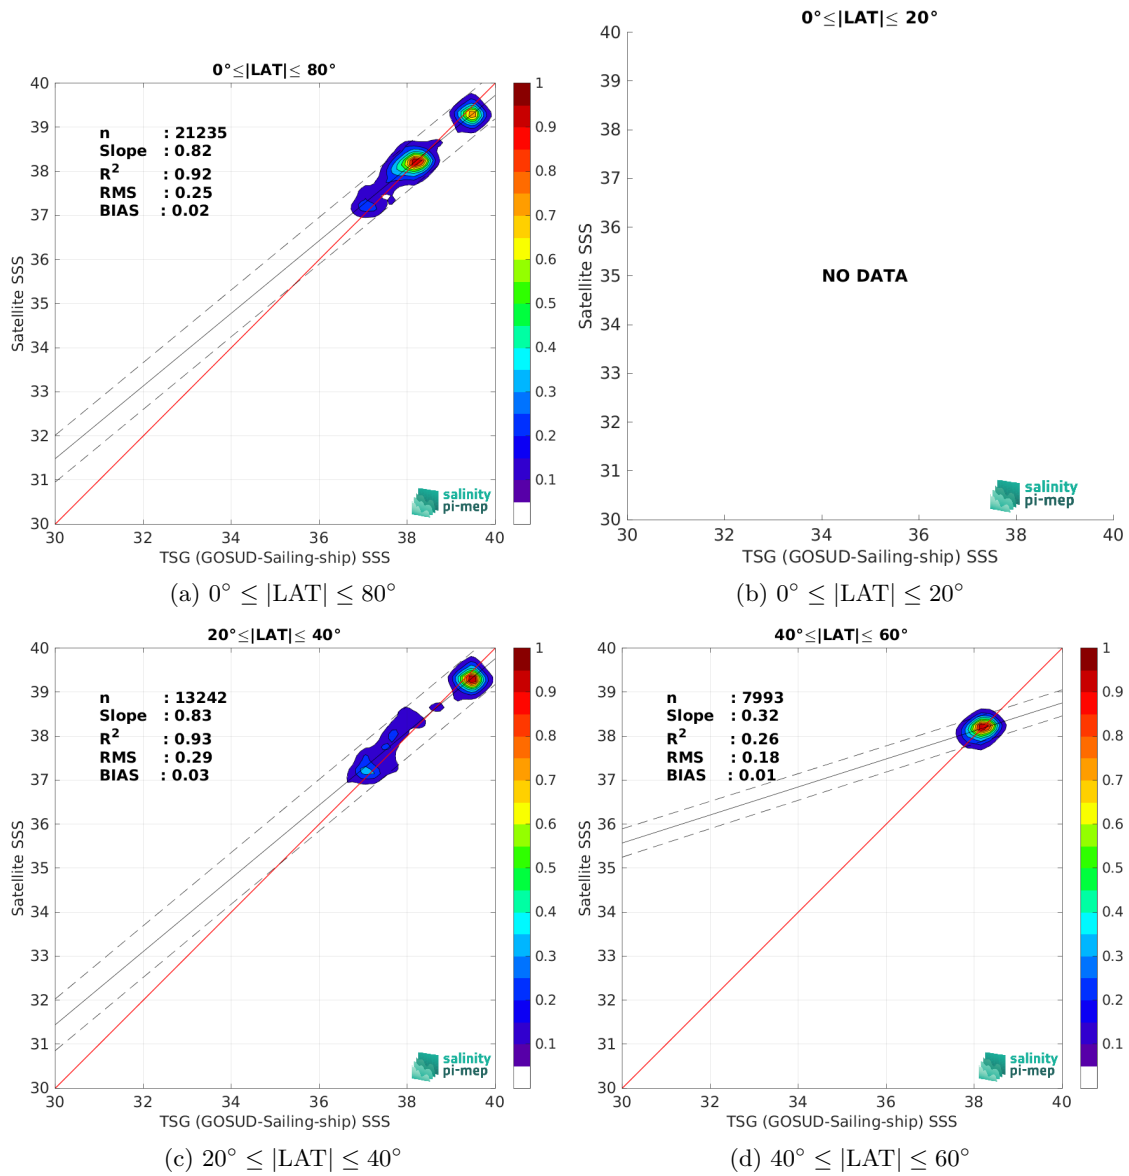 0°≤|LAT|≤ 80°
n : 21235
Slope : 0.82
R² : 0.92
RMS : 0.25
BIAS : 0.02
Satellite SSS
40
39
38
37
36
35
34
33
32
31
30
30 32 34 36 38 40
TSG (GOSUD-Sailing-ship) SSS
1
0.9
0.8
0.7
0.6
0.5
0.4
0.3
0.2
0.1
salinity
pi-mep
(a) 0° ≤ |LAT| ≤ 80°
0°≤|LAT|≤ 20°
NO DATA
Satellite SSS
40
39
38
37
36
35
34
33
32
31
30
30 32 34 36 38 40
TSG (GOSUD-Sailing-ship) SSS
salinity
pi-mep
(b) 0° ≤ |LAT| ≤ 20°
20°≤|LAT|≤ 40°
n : 13242
Slope : 0.83
R² : 0.93
RMS : 0.29
BIAS : 0.03
Satellite SSS
40
39
38
37
36
35
34
33
32
31
30
30 32 34 36 38 40
TSG (GOSUD-Sailing-ship) SSS
1
0.9
0.8
0.7
0.6
0.5
0.4
0.3
0.2
0.1
salinity
pi-mep
(c) 20° ≤ |LAT| ≤ 40°
40°≤|LAT|≤ 60°
n : 7993
Slope : 0.32
R² : 0.26
RMS : 0.18
BIAS : 0.01
Satellite SSS
40
39
38
37
36
35
34
33
32
31
30
30 32 34 36 38 40
TSG (GOSUD-Sailing-ship) SSS
1
0.9
0.8
0.7
0.6
0.5
0.4
0.3
0.2
0.1
salinity
pi-mep
(d) 40° ≤ |LAT| ≤ 60°